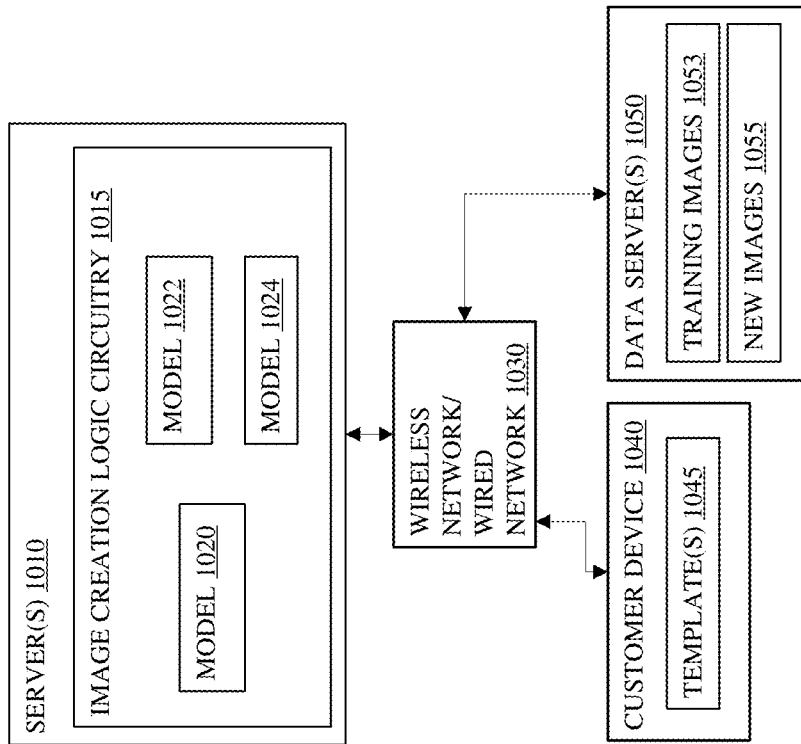 SERVER(S) 1010
IMAGE CREATION LOGIC CIRCUITRY 1015
MODEL 1020
MODEL 1022
MODEL 1024
WIRELESS
NETWORK/
WIRED
NETWORK 1030
CUSTOMER DEVICE 1040
TEMPLATE(S) 1045
DATA SERVER(S) 1050
TRAINING IMAGES 1053
NEW IMAGES 1055